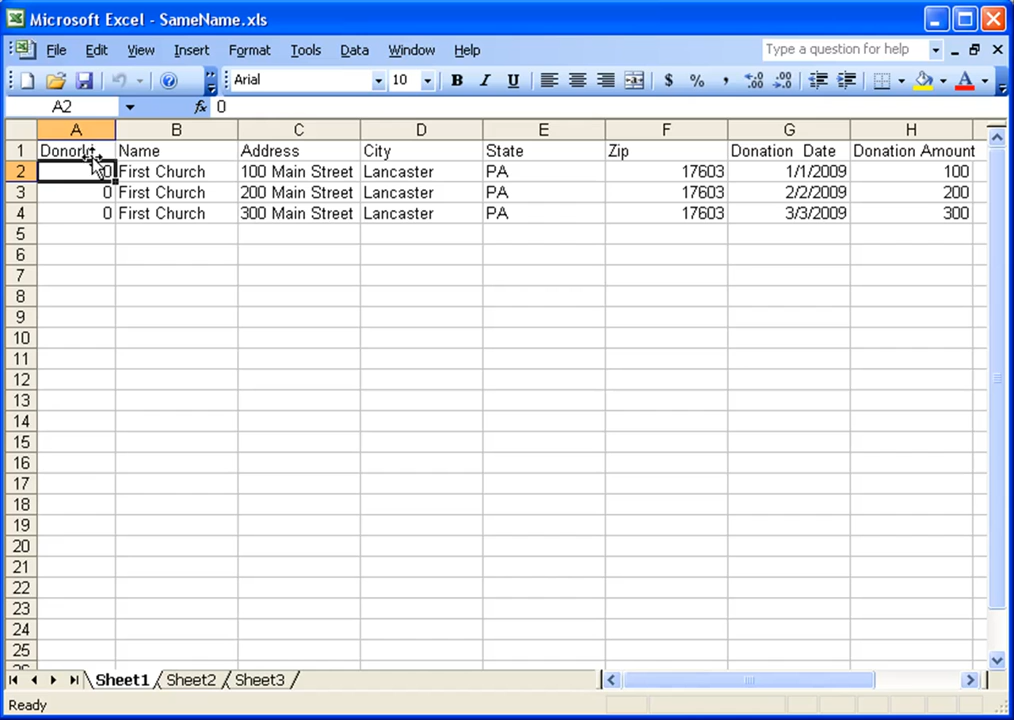 Microsoft Excel - SameName.xls
File Edit View Insert Format Tools Data Window Help Type a question for help
Arial 10 B I U $ % ,
A2 fx 0
A B C D E F G H
1 Name Address City State Zip Donation Date Donation Amount
2 0 First Church 100 Main Street Lancaster PA 17603 1/1/2009 100
3 0 First Church 200 Main Street Lancaster PA 17603 2/2/2009 200
4 0 First Church 300 Main Street Lancaster PA 17603 3/3/2009 300
5
6
7
8
9
10
11
12
13
14
15
16
17
18
19
20
21
22
23
24
25
Sheet1 Sheet2 Sheet3
Ready